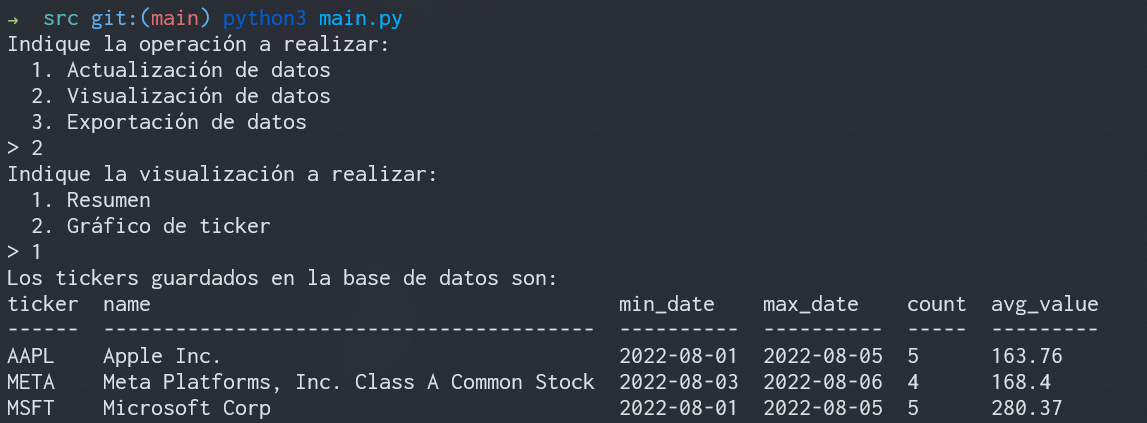 →  src git:(main) python3 main.py
Indique la operación a realizar:
  1. Actualización de datos
  2. Visualización de datos
  3. Exportación de datos
> 2
Indique la visualización a realizar:
  1. Resumen
  2. Gráfico de ticker
> 1
Los tickers guardados en la base de datos son:
ticker  name                                       min_date    max_date    count  avg_value
------  -----------------------------------------  ----------  ----------  -----  ---------
AAPL    Apple Inc.                                 2022-08-01  2022-08-05  5      163.76
META    Meta Platforms, Inc. Class A Common Stock  2022-08-03  2022-08-06  4      168.4
MSFT    Microsoft Corp                             2022-08-01  2022-08-05  5      280.37